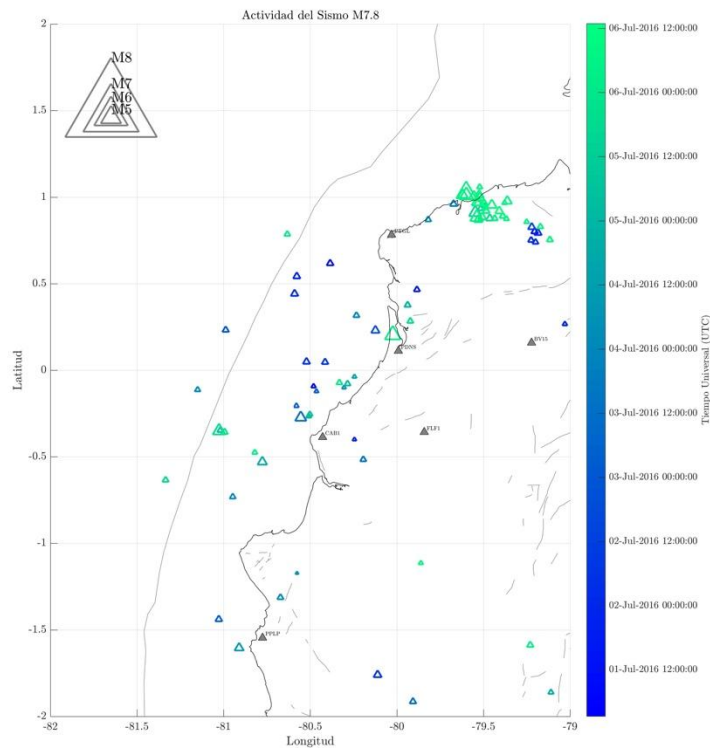 Actividad del Sismo M7.8
M8
M7
M6
M5
2
1.5
1
0.5
0
-0.5
-1
-1.5
-2
Latitud
-82
-81.5
-81
-80.5
-80
-79.5
-79
Longitud
PDNS
EV15
CAB1
FLF1
PPLP
06-Jul-2016 12:00:00
06-Jul-2016 00:00:00
05-Jul-2016 12:00:00
05-Jul-2016 00:00:00
04-Jul-2016 12:00:00
04-Jul-2016 00:00:00
03-Jul-2016 12:00:00
03-Jul-2016 00:00:00
02-Jul-2016 12:00:00
02-Jul-2016 00:00:00
01-Jul-2016 12:00:00
Tiempo Universal (UTC)